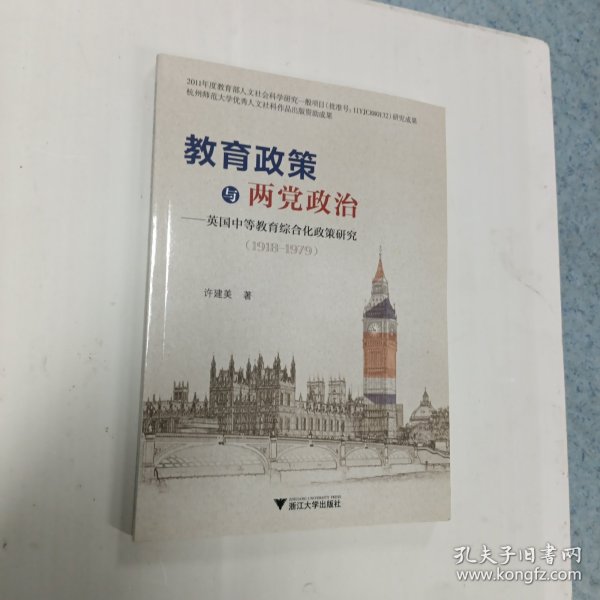 2011年度教育部人文社会科学研究一般项目(批准号:11YJC880132)研究成果
杭州师范大学优秀人文社科作品出版资助成果
教育政策
与 两党政治
——英国中等教育综合化政策研究
(1918-1979)
许建美 著
ZHEJIANG UNIVERSITY PRESS
浙江大学出版社
孔夫子旧书网
www.kongfz.com